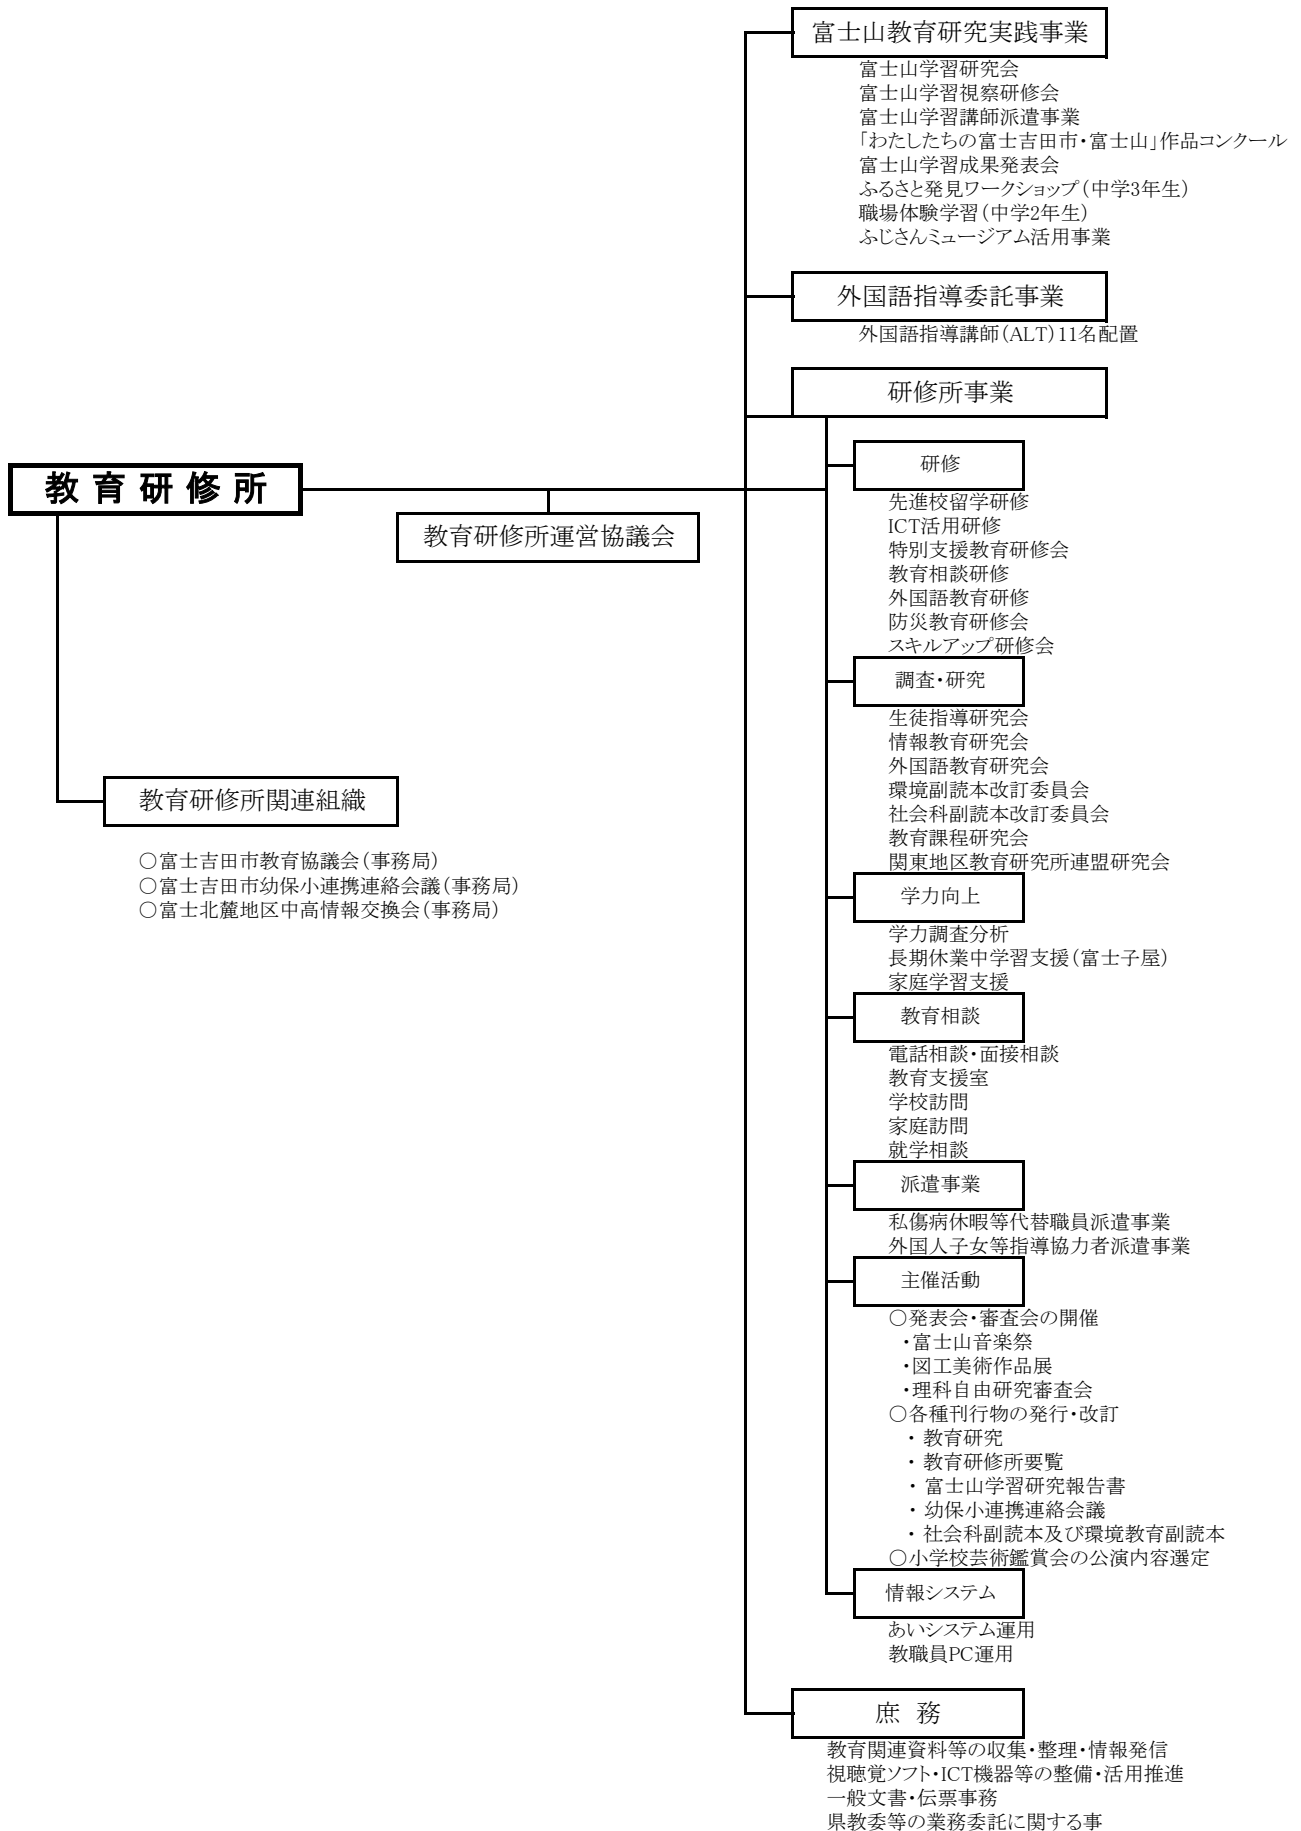 富士山教育研究実践事業
富士山学習研究会
富士山学習視察研修会
富士山学習講師派遣事業
「わたしたちの富士吉田市・富士山」作品コンクール
富士山学習成果発表会
ふるさと発見ワークショップ（中学3年生）
職場体験学習（中学2年生）
ふじさんミュージアム活用事業
外国語指導委託事業
外国語指導講師（ALT）11名配置
研修所事業
教育研修所
教育研修所運営協議会
教育研修所関連組織
○富士吉田市教育協議会（事務局）
○富士吉田市幼保小連携連絡会議（事務局）
○富士北麓地区中高情報交換会（事務局）
研修
先進校留学研修
ICT活用研修
特別支援教育研修会
教育相談研修
外国語教育研修
防災教育研修会
スキルアップ研修会
調査・研究
生徒指導研究会
情報教育研究会
外国語教育研究会
環境副読本改訂委員会
社会科副読本改訂委員会
教育課程研究会
関東地区教育研究所連盟研究会
学力向上
学力調査分析
長期休業中学習支援（富士子屋）
家庭学習支援
教育相談
電話相談・面接相談
教育支援室
学校訪問
家庭訪問
就学相談
派遣事業
私傷病休暇等代替職員派遣事業
外国人子女等指導協力者派遣事業
主催活動
○発表会・審査会の開催
・富士山音楽祭
・図工美術作品展
・理科自由研究審査会
○各種刊行物の発行・改訂
・ 教育研究
・ 教育研修所要覧
・ 富士山学習研究報告書
・ 幼保小連携連絡会議
・ 社会科副読本及び環境教育副読本
○小学校芸術鑑賞会の公演内容選定
情報システム
あいシステム運用
教職員PC運用
庶 務
教育関連資料等の収集・整理・情報発信
視聴覚ソフト・ICT機器等の整備・活用推進
一般文書・伝票事務
県教委等の業務委託に関する事